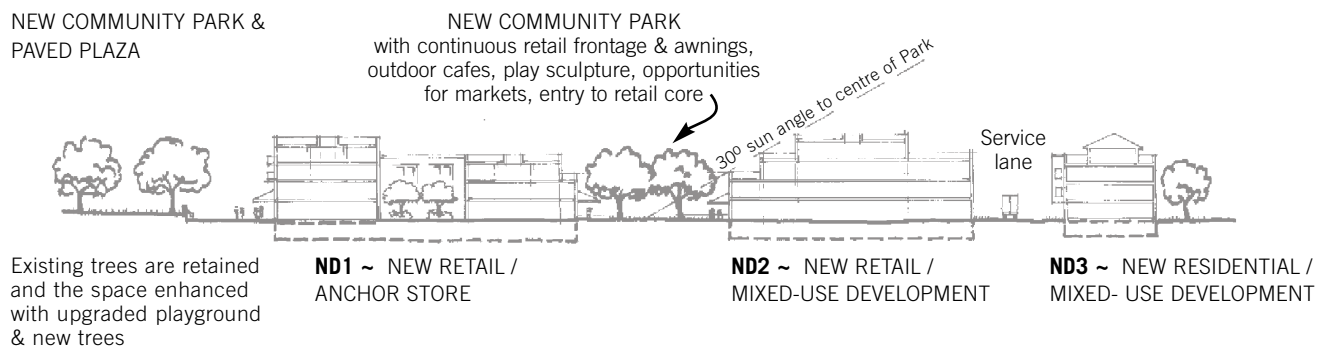 NEW COMMUNITY PARK &
PAVED PLAZA
NEW COMMUNITY PARK
with continuous retail frontage & awnings,
outdoor cafes, play sculpture, opportunities
for markets, entry to retail core
30º sun angle to centre of Park
Service
lane
Existing trees are retained
and the space enhanced
with upgraded playground
& new trees
ND1 ~ NEW RETAIL /
ANCHOR STORE
ND2 ~ NEW RETAIL /
MIXED-USE DEVELOPMENT
ND3 ~ NEW RESIDENTIAL /
MIXED- USE DEVELOPMENT